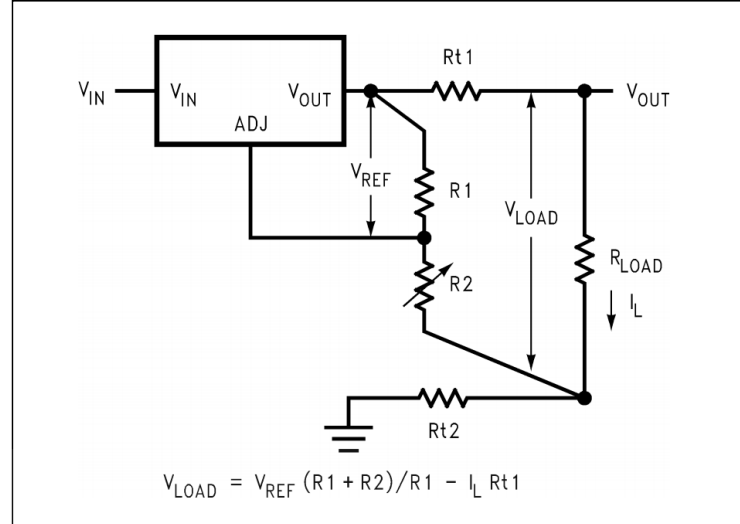 Rt1
V_IN
V_IN
V_OUT
V_OUT
ADJ
V_REF
R1
V_LOAD
R_LOAD
R2
I_L
Rt2
V_LOAD = V_REF (R1 + R2)/R1 - I_L Rt1